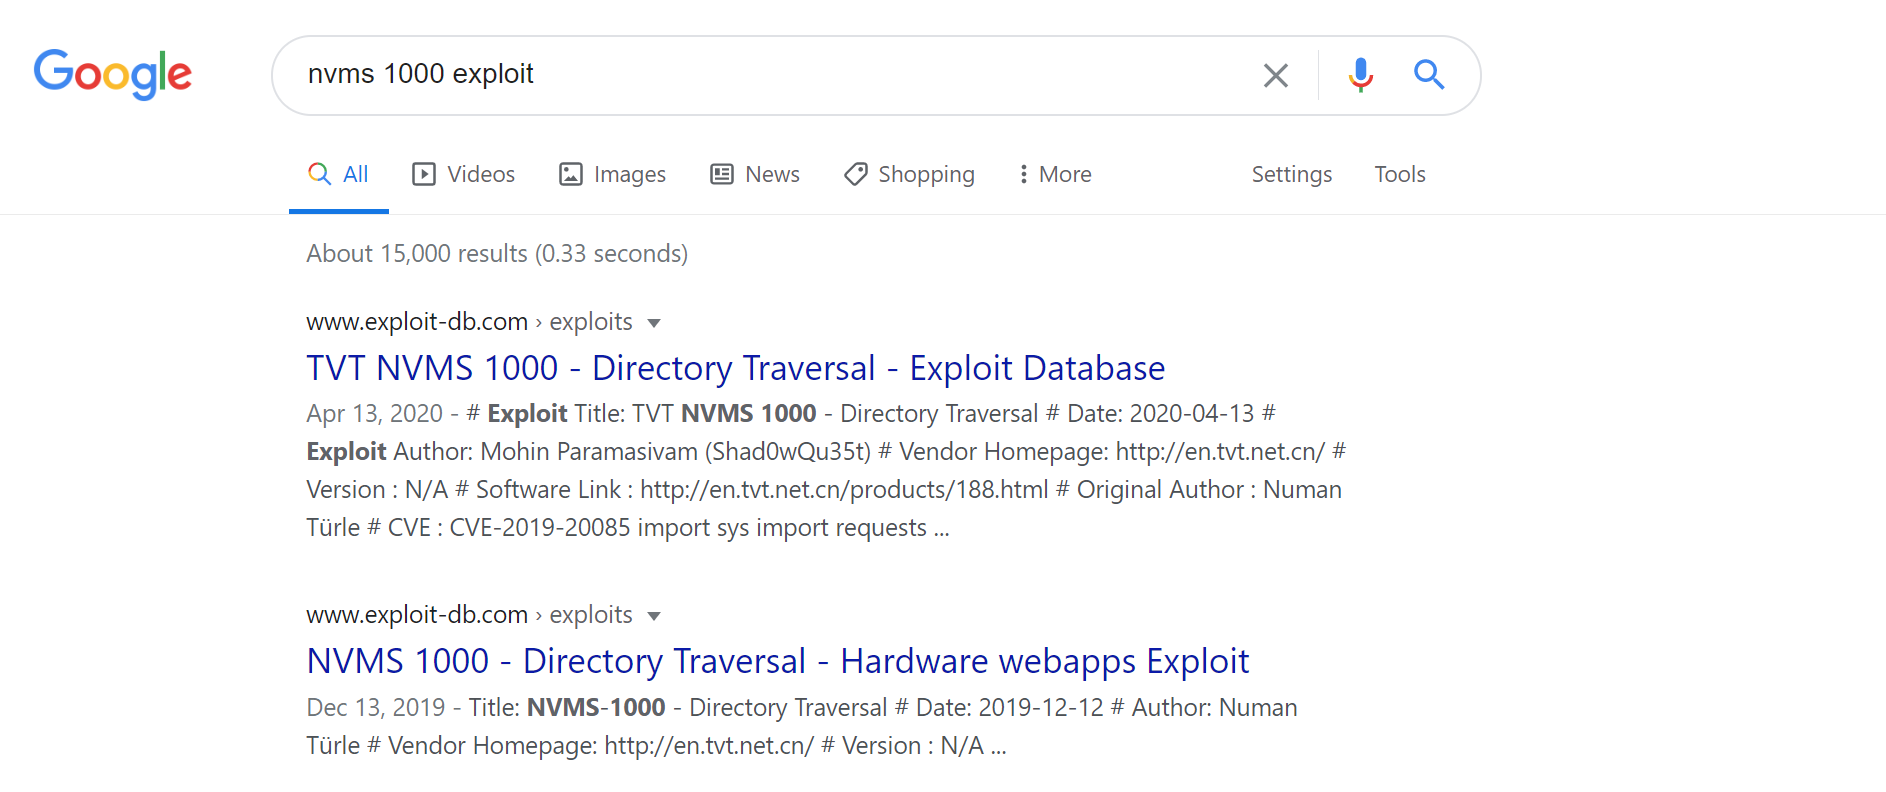 Google
nvms 1000 exploit
All Videos Images News Shopping More Settings Tools
About 15,000 results (0.33 seconds)
www.exploit-db.com › exploits
TVT NVMS 1000 - Directory Traversal - Exploit Database
Apr 13, 2020 - # Exploit Title: TVT NVMS 1000 - Directory Traversal # Date: 2020-04-13 #
Exploit Author: Mohin Paramasivam (Shad0wQu35t) # Vendor Homepage: http://en.tvt.net.cn/ #
Version : N/A # Software Link : http://en.tvt.net.cn/products/188.html # Original Author : Numan
Türle # CVE : CVE-2019-20085 import sys import requests ...
www.exploit-db.com › exploits
NVMS 1000 - Directory Traversal - Hardware webapps Exploit
Dec 13, 2019 - Title: NVMS-1000 - Directory Traversal # Date: 2019-12-12 # Author: Numan
Türle # Vendor Homepage: http://en.tvt.net.cn/ # Version : N/A ...